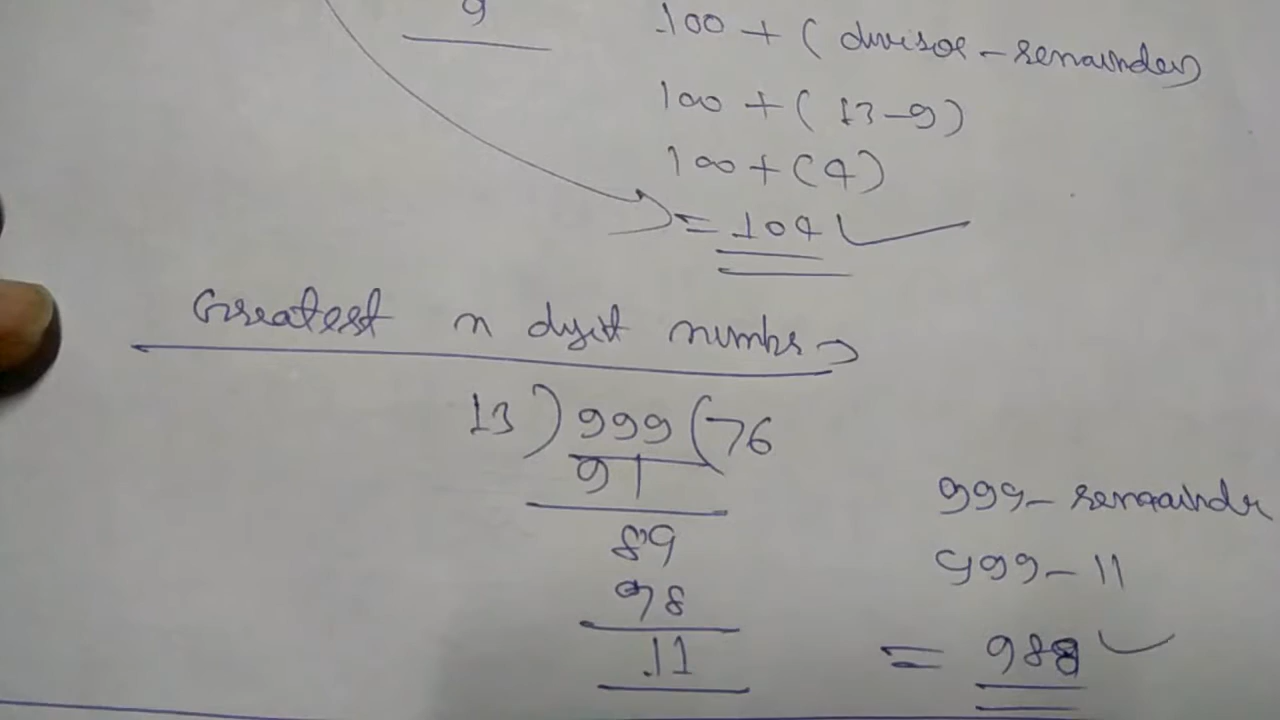 9
100 + (divisor - remainder)
100 + (13-9)
100 + (4)
= 104
Greatest n digit number
13 ) 999 ( 76
91
89
78
11
999 - remainder
999 - 11
= 988